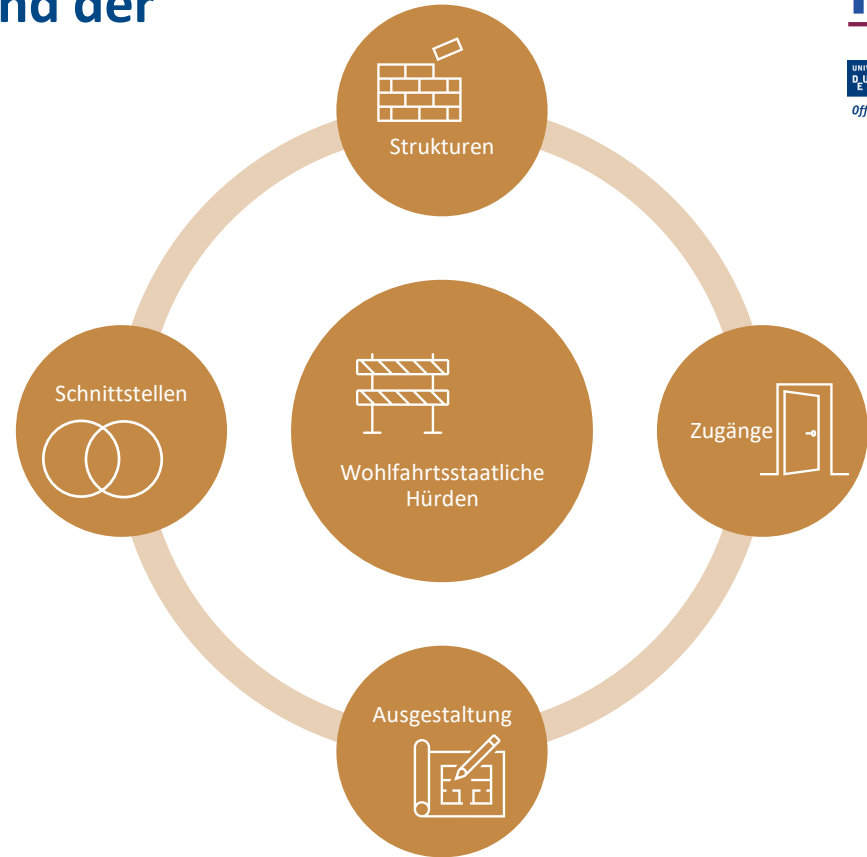 nd der
Strukturen
Schnittstellen
Zugänge
Wohlfahrtsstaatliche
Hürden
Ausgestaltung